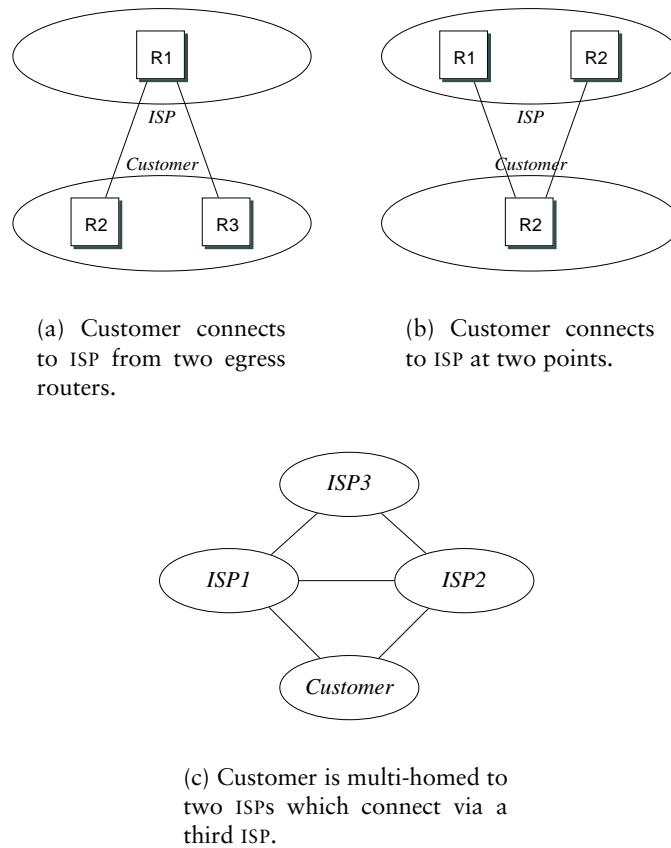 R1
ISP
Customer
R2
R3
(a) Customer connects
to ISP from two egress
routers.
R1
R2
ISP
Customer
R2
(b) Customer connects
to ISP at two points.
ISP3
ISP1
ISP2
Customer
(c) Customer is multi-homed to
two ISPs which connect via a
third ISP.